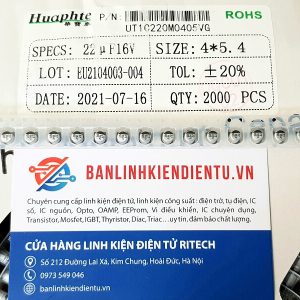 Huaphtc P/N: ROHS
UT1C220M0405VG
SPECS: 22μF16V SIZE: 4*5.4
LOT: EU2104003-004 TOL: ±20%
DATE: 2021-07-16 QTY: 2000 PCS
BANLINHKIENDIENTU.VN
Chuyên cung cấp linh kiện điện tử, linh kiện công suất : điện trở, tụ điện, IC
số, IC nguồn, Opto, OAMP, EEProm, Vi điều khiển, IC chuyên dụng,
Transistor, Mosfet, IGBT, Thyristor, Diac, Triac...uy tín, đảm bảo chất lượng.
CỬA HÀNG LINH KIỆN ĐIỆN TỬ RITECH
Số 212 Đường Lai Xá, Kim Chung, Hoài Đức, Hà Nội
0973 549 046
banlinhkiendientu.vn